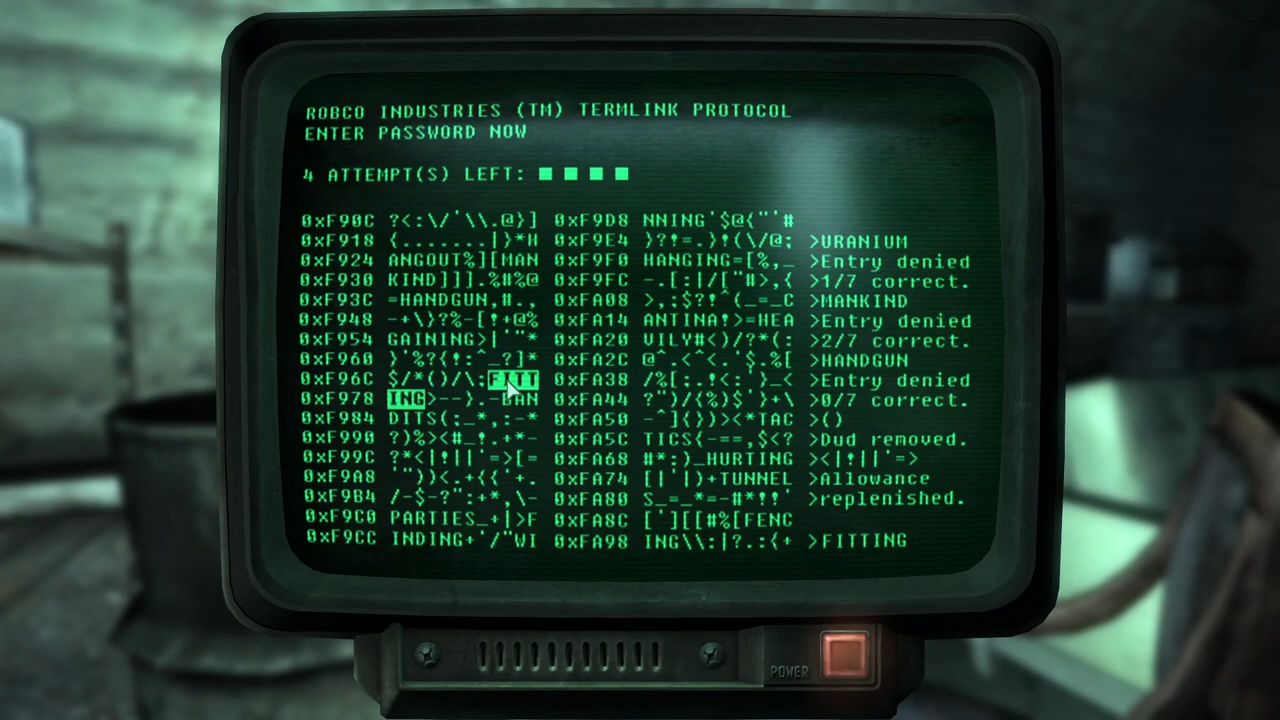 ROBCO INDUSTRIES (TM) TERMLINK PROTOCOL
ENTER PASSWORD NOW
4 ATTEMPT(S) LEFT: ■ ■ ■ ■
0xF90C ?<:\/'\\.@}] 0xF9D8 NNING'$@{"'#
0xF918 {.......|}*H 0xF9E4 }?!=.}!(\/@; >URANIUM
0xF924 ANGOUT%][MAN 0xF9F0 HANGING=[%,_ >Entry denied
0xF930 KIND]]].%#%@ 0xF9FC -.[:|/["#>,{ >1/7 correct.
0xF93C =HANDGUN,#., 0xFA08 >,:$?!^(_=_C >MANKIND
0xF948 -+\}?%-[!+@% 0xFA14 ANTINA!>=HEA >Entry denied
0xF954 GAINING>|'"* 0xFA20 VILY#<)/?*(: >2/7 correct.
0xF960 }'%?{!:^_?]* 0xFA2C @^.<^<.'$.%[ >HANDGUN
0xF96C $/*()/\:FITT 0xFA38 /%[:.!<:'}_< >Entry denied
0xF978 ING>--}.-BAN 0xFA44 ?")/{%)$'}+\ >0/7 correct.
0xF984 DITS(;_*,:-* 0xFA50 -^]{})><*TAC >()
0xF990 ?)%><#_!.+*- 0xFA5C TICS{-==,$<? >Dud removed.
0xF99C ?*<|!||'=>[= 0xFA68 #*:)_HURTING ><|!||'=>
0xF9A8 '"))<.+{{'+. 0xFA74 [|'|)+TUNNEL >Allowance
0xF9B4 /-$-?":+*,\- 0xFA80 S_=_*=-#*!!' >replenished.
0xF9C0 PARTIES_+|>F 0xFA8C ['][[#%[FENC
0xF9CC INDING+'/"WI 0xFA98 ING\\:|?.:{+ >FITTING
POWER